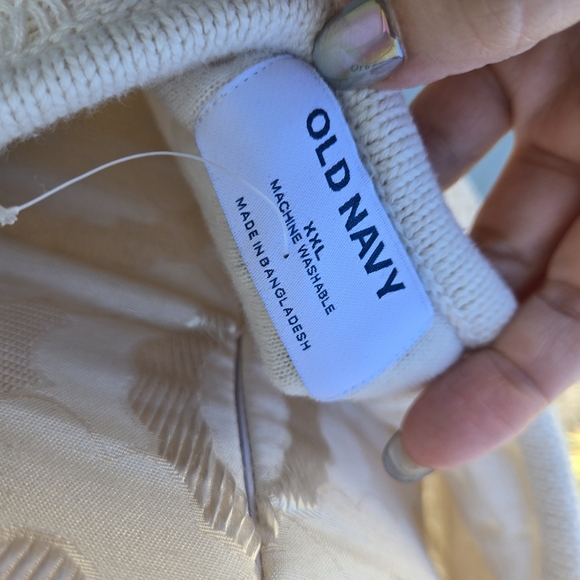 OLD NAVY
XXL
MACHINE WASHABLE
MADE IN BANGLADESH